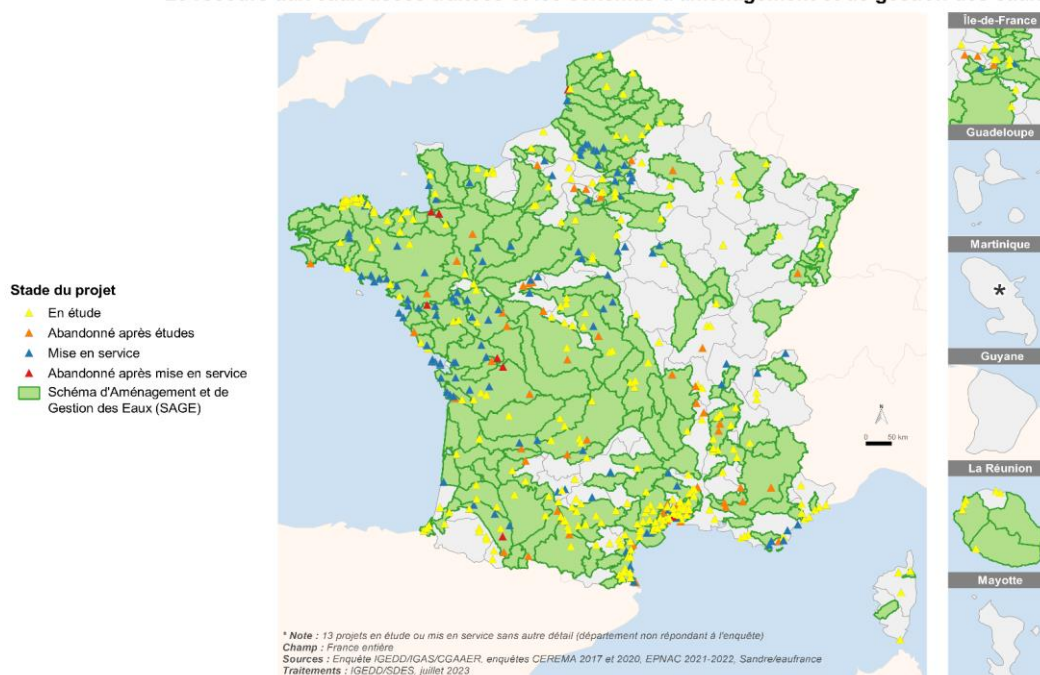 Île-de-France
Guadeloupe
Martinique
*
Guyane
La Réunion
Mayotte
Stade du projet
En étude
Abandonné après études
Mise en service
Abandonné après mise en service
Schéma d'Aménagement et de
Gestion des Eaux (SAGE)
N
0 50 km
* Note : 13 projets en étude ou mis en service sans autre détail (département non répondant à l'enquête)
Champ : France entière
Sources : Enquête IGEDD/IGAS/CGAAER, enquêtes CEREMA 2017 et 2020, EPNAC 2021-2022, Sandre/eaufrance
Traitements : IGEDD/SDES, juillet 2023